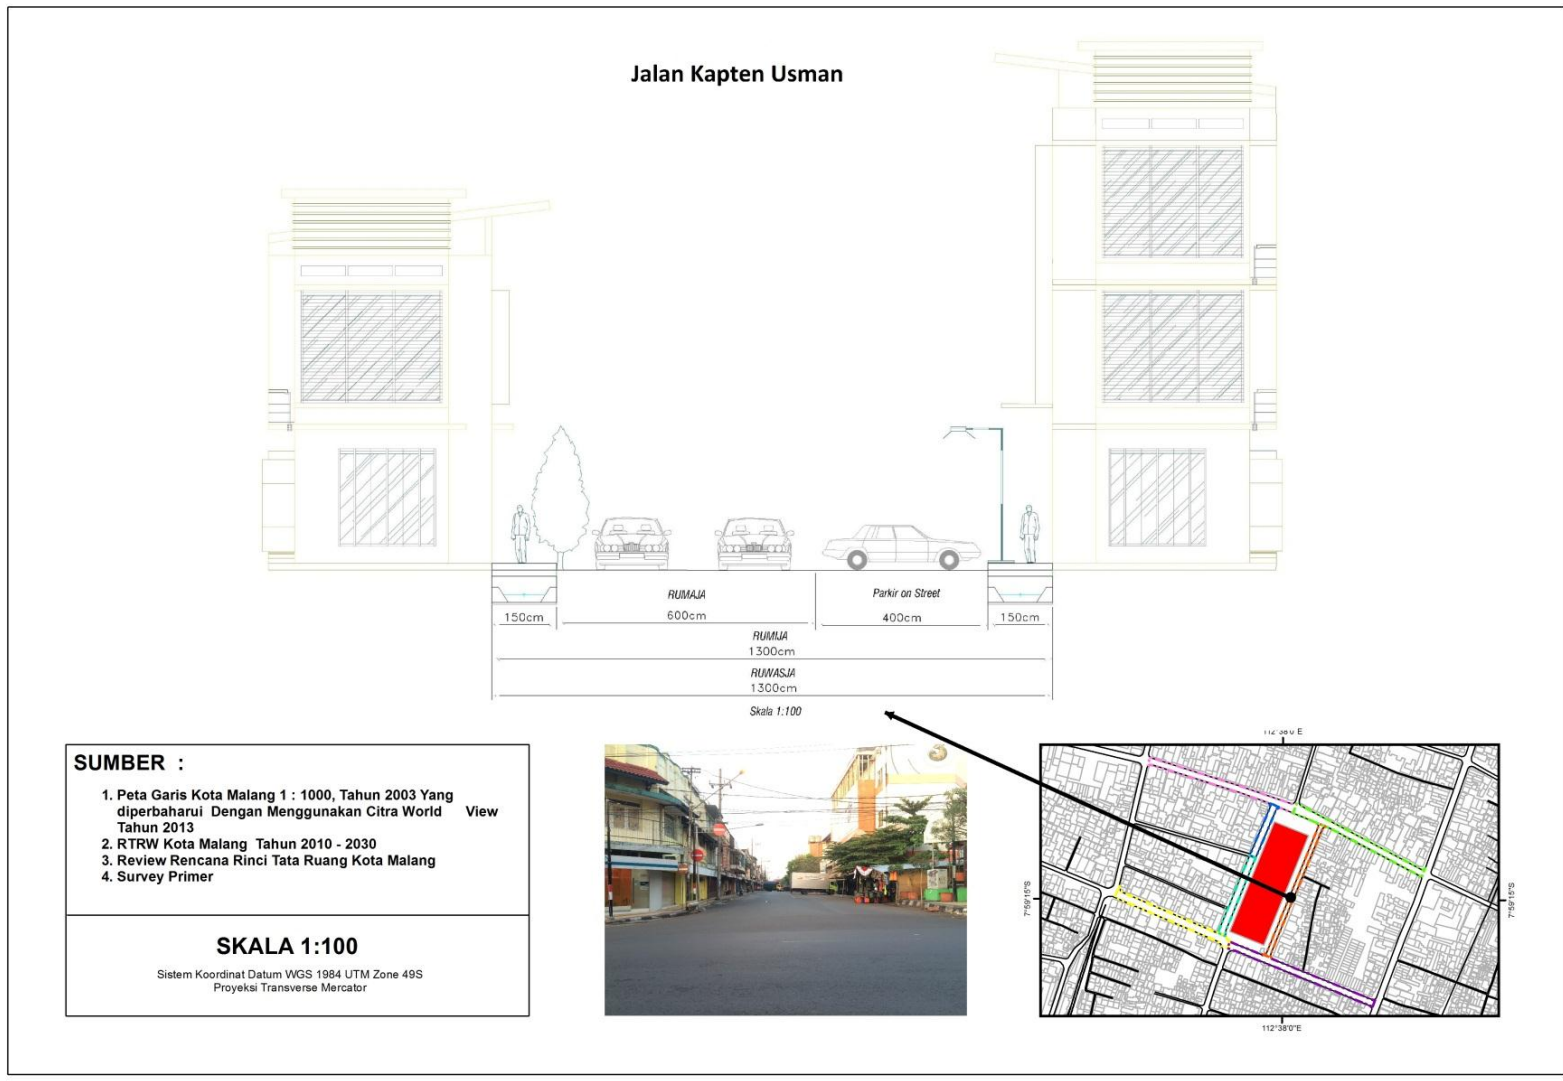 Jalan Kapten Usman
RUMAJA
Parkir on Street
150cm
600cm
400cm
150cm
RUMIJA
1300cm
RUWASJA
1300cm
Skala 1:100
SUMBER :
1. Peta Garis Kota Malang 1 : 1000, Tahun 2003 Yang
diperbaharui Dengan Menggunakan Citra World View
Tahun 2013
2. RTRW Kota Malang Tahun 2010 - 2030
3. Review Rencana Rinci Tata Ruang Kota Malang
4. Survey Primer
SKALA 1:100
Sistem Koordinat Datum WGS 1984 UTM Zone 49S
Proyeksi Transverse Mercator
7°59'15"S
7°59'15"S
112°38'0"E